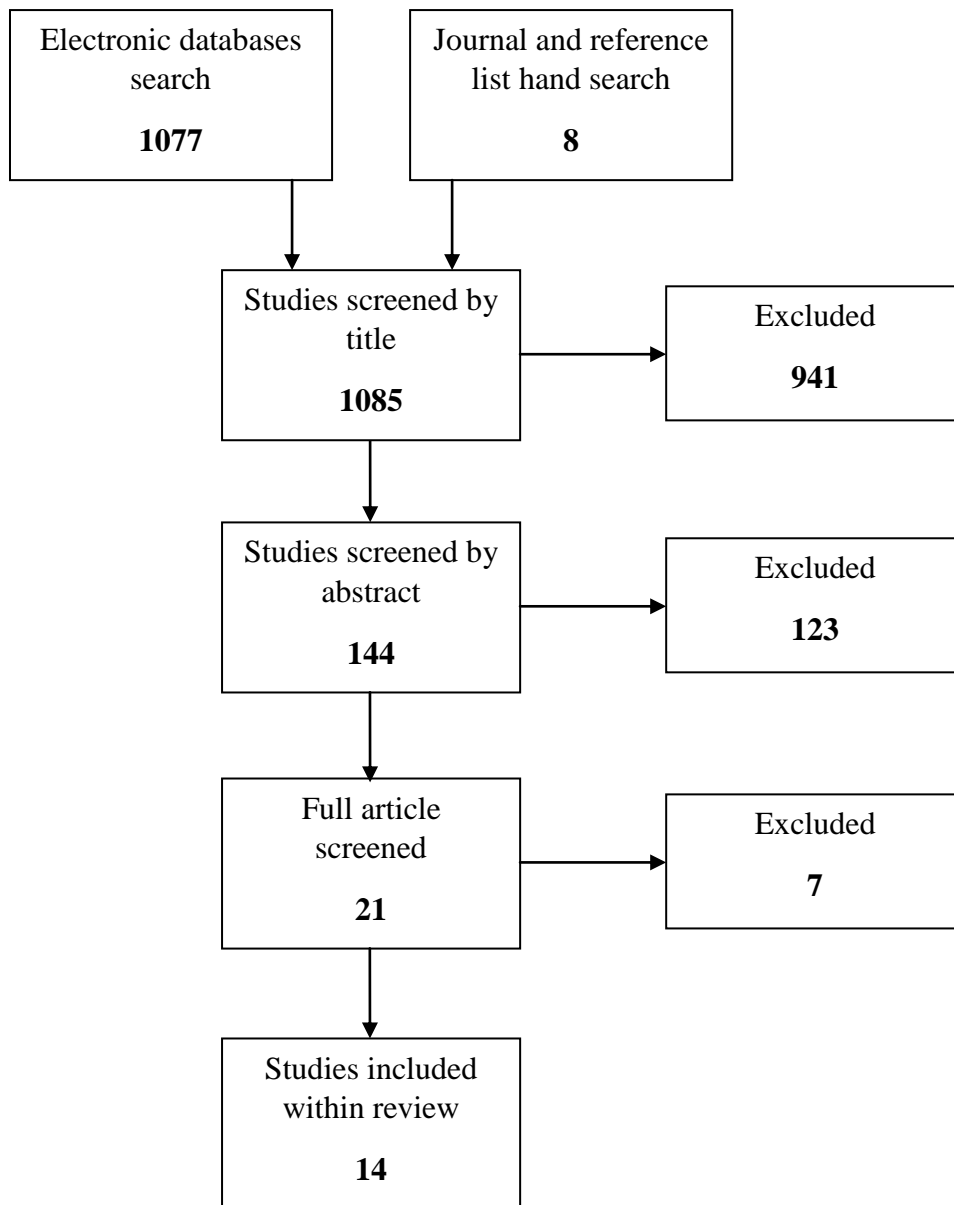 Electronic databases
search
1077
Journal and reference
list hand search
8
Studies screened by
title
1085
Excluded
941
Studies screened by
abstract
144
Excluded
123
Full article
screened
21
Excluded
7
Studies included
within review
14